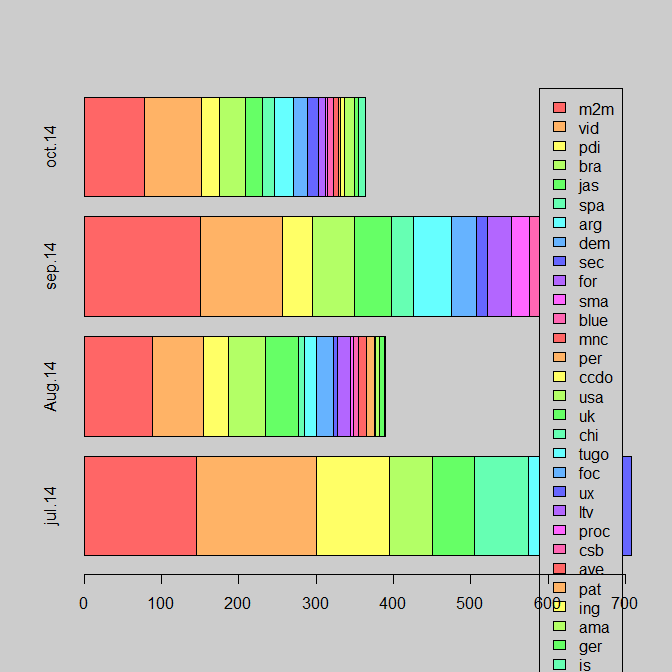 oct.14
sep.14
Aug.14
jul.14
0 100 200 300 400 500 600 700
m2m
vid
pdi
bra
jas
spa
arg
dem
sec
for
sma
blue
mnc
per
ccdo
usa
uk
chi
tugo
foc
ux
ltv
proc
csb
aye
pat
ing
ama
ger
is